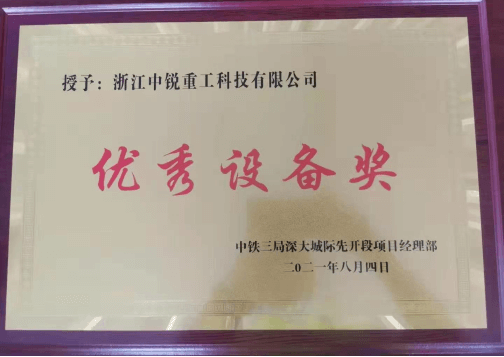 授予：浙江中锐重工科技有限公司
优秀设备奖
中铁三局深大城际先开段项目经理部
二0二一年八月四日